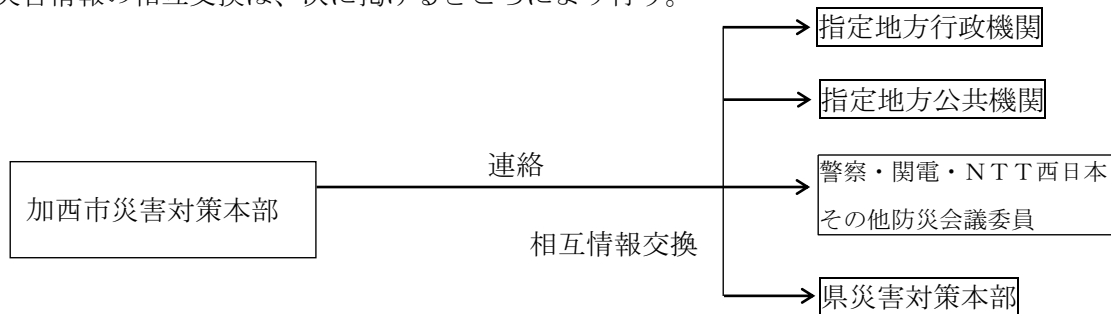 災害情報の相互交換は、次に掲げるところにより行う。
指定地方行政機関
指定地方公共機関
連絡
警察・関電・ＮＴＴ西日本
加西市災害対策本部
その他防災会議委員
相互情報交換
県災害対策本部